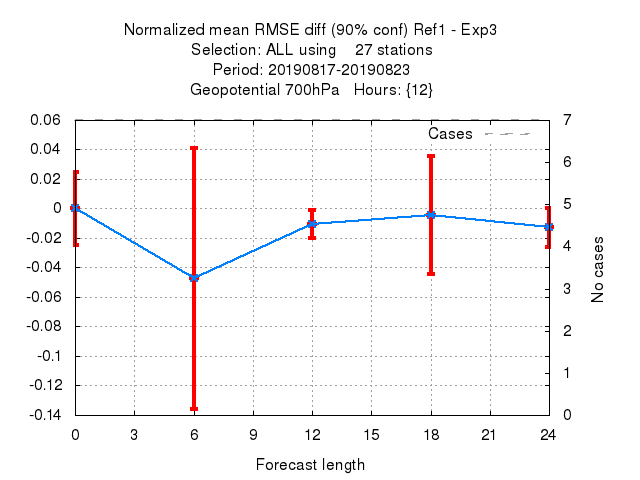 Normalized mean RMSE diff (90% conf) Ref1 - Exp3
Selection: ALL using 27 stations
Period: 20190817-20190823
Geopotential 700hPa Hours: {12}
Cases
0.06
0.04
0.02
0
-0.02
-0.04
-0.06
-0.08
-0.1
-0.12
-0.14
7
6
5
4
3
2
1
0
No cases
0 3 6 9 12 15 18 21 24
Forecast length